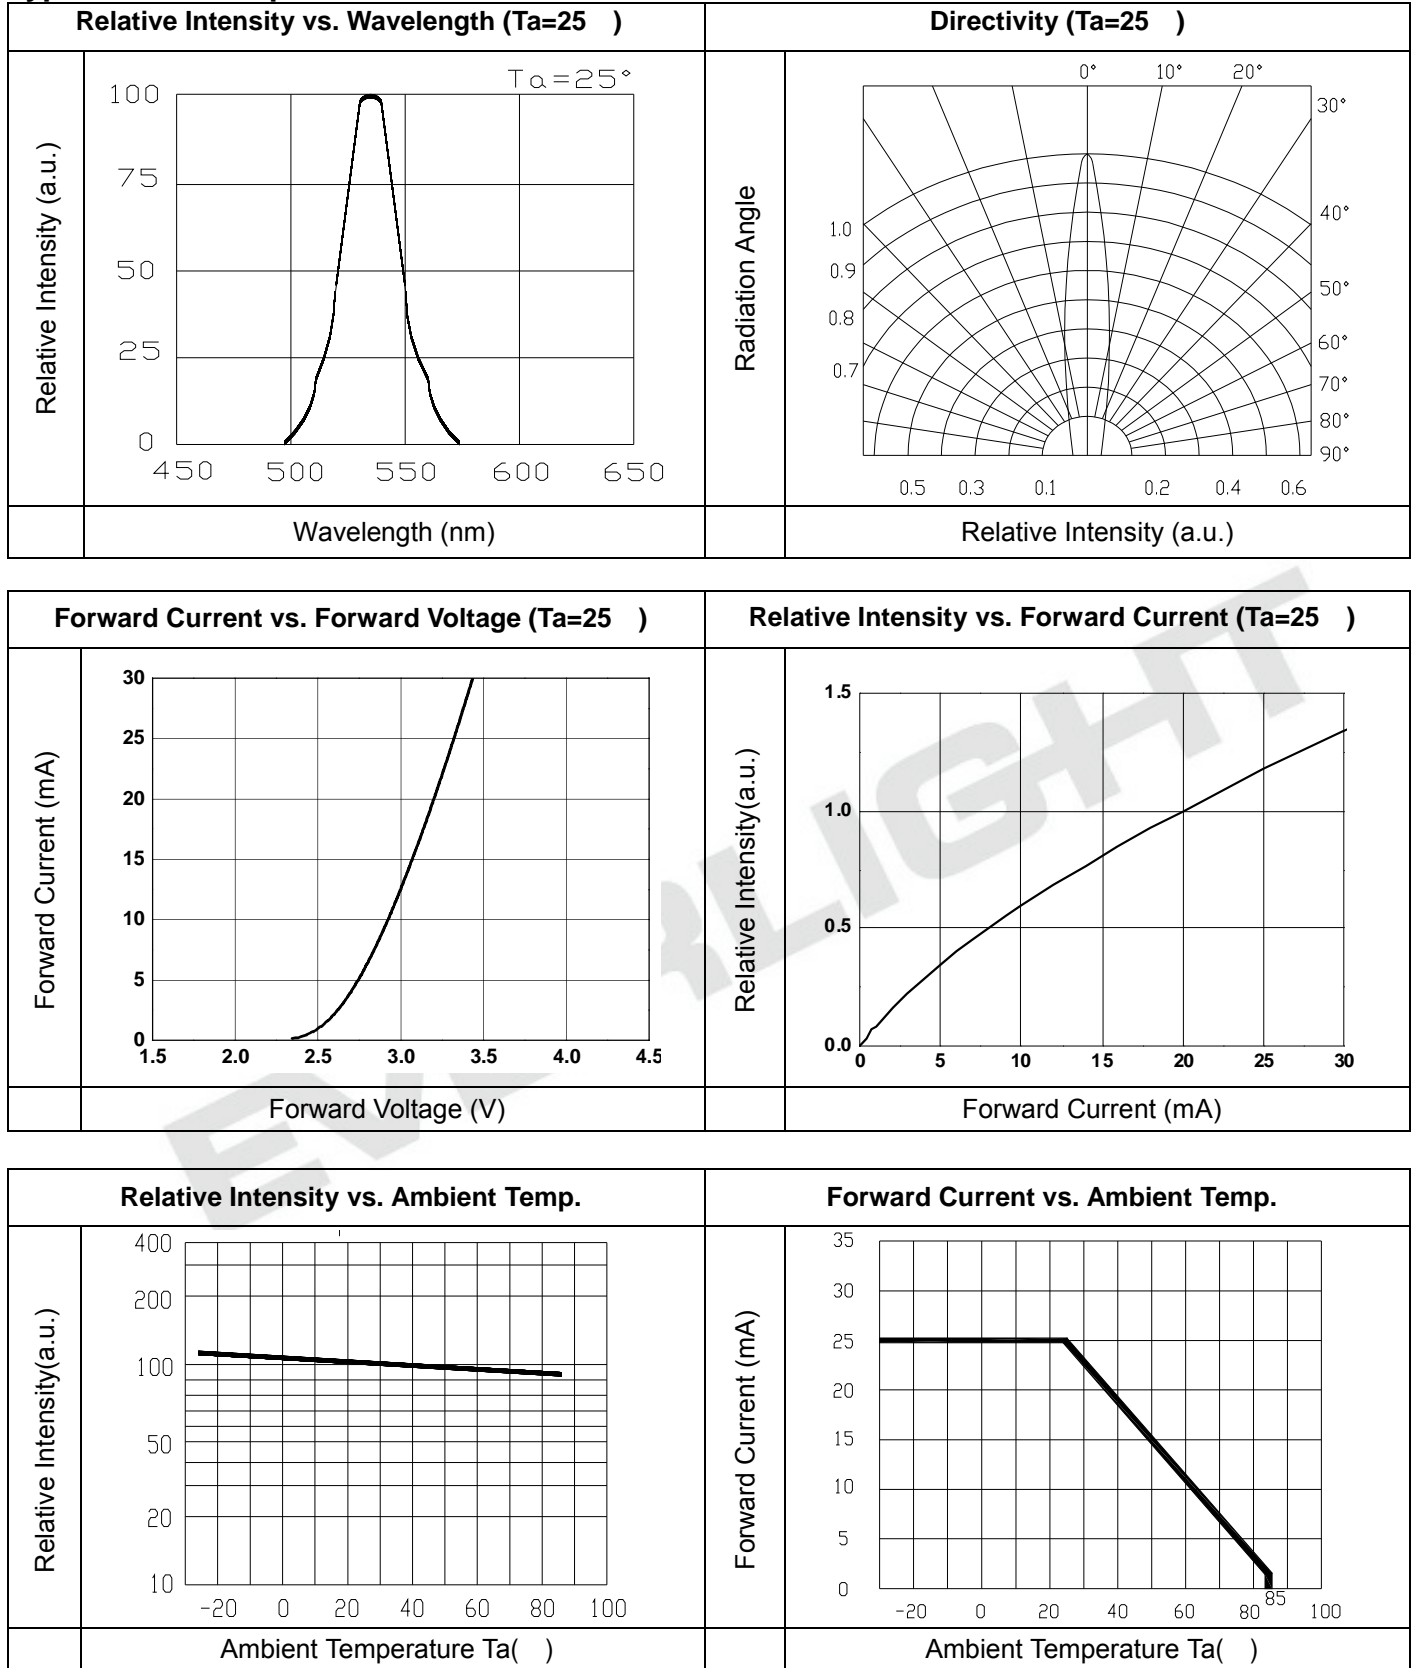 Relative Intensity vs. Wavelength (Ta=25 )
Directivity (Ta=25 )
Relative Intensity (a.u.)
Ta=25°
100
75
50
25
0
450 500 550 600 650
Wavelength (nm)
Radiation Angle
0° 10° 20°
30°
40°
50°
60°
70°
80°
90°
1.0
0.9
0.8
0.7
0.5 0.3 0.1 0.2 0.4 0.6
Relative Intensity (a.u.)
Forward Current vs. Forward Voltage (Ta=25 )
Relative Intensity vs. Forward Current (Ta=25 )
Forward Current (mA)
30
25
20
15
10
5
0
1.5 2.0 2.5 3.0 3.5 4.0 4.5
Forward Voltage (V)
Relative Intensity(a.u.)
1.5
1.0
0.5
0.0
0 5 10 15 20 25 30
Forward Current (mA)
EVERLIGHT
Relative Intensity vs. Ambient Temp.
Forward Current vs. Ambient Temp.
Relative Intensity(a.u.)
400
200
100
50
20
10
-20 0 20 40 60 80 100
Ambient Temperature Ta( )
Forward Current (mA)
35
30
25
20
15
10
5
0
-20 0 20 40 60 80 85 100
Ambient Temperature Ta( )